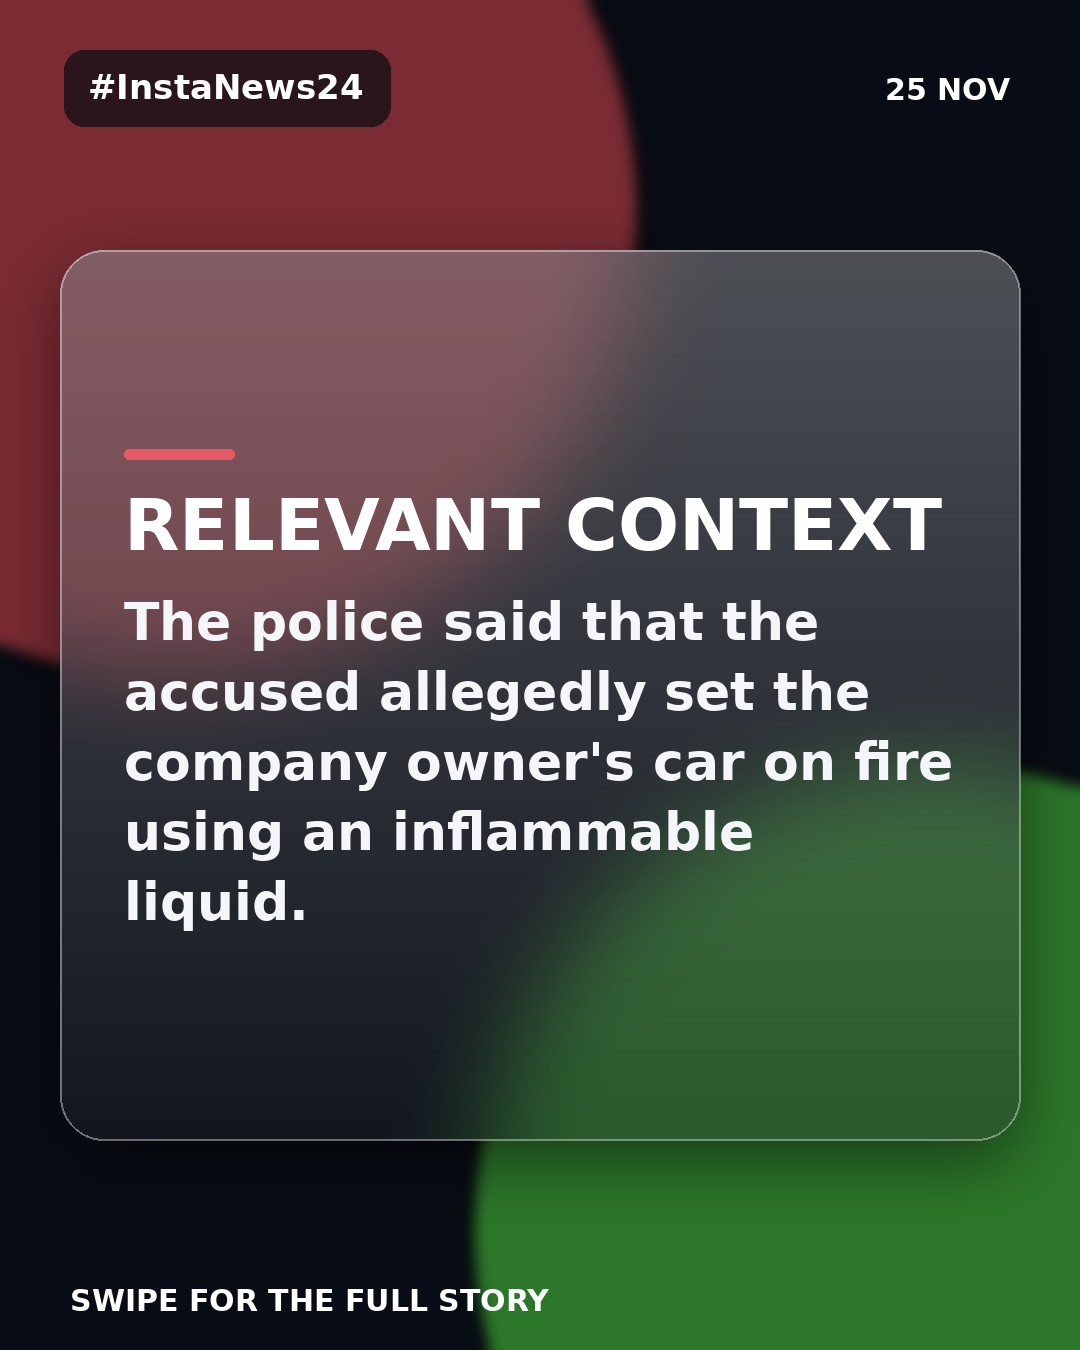 #InstaNews24
25 NOV
RELEVANT CONTEXT
The police said that the
accused allegedly set the
company owner's car on fire
using an inflammable
liquid.
SWIPE FOR THE FULL STORY